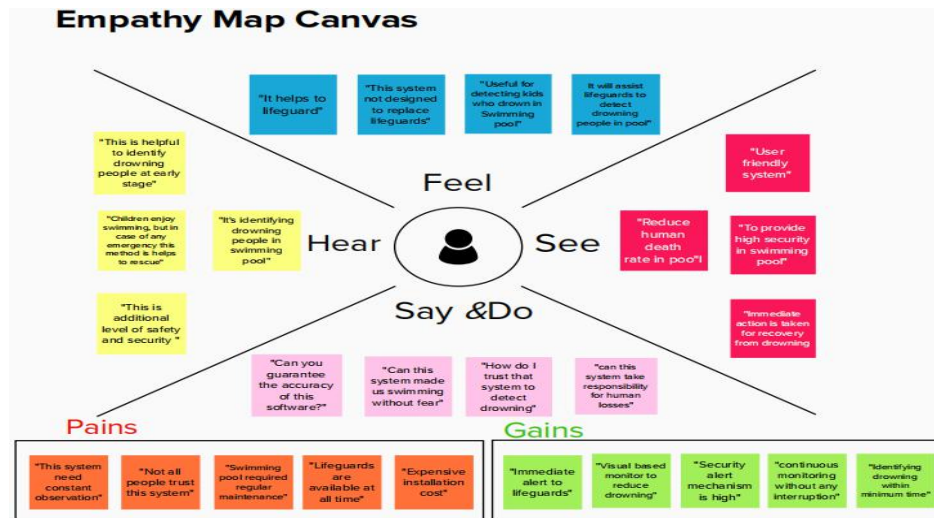 Empathy Map Canvas
"It helps to
lifeguard"
"This system
not designed
to replace
lifeguards"
"Useful for
detecting kids
who drown in
Swimming
pool"
It will assist
lifeguards to
detect
drowning
people in pool"
"This is helpful
to identify
drowning
people at early
stage"
"Children enjoy
swimming, but in
case of any
emergency this
method is helps
to rescue"
"It's identifying
drowning
people in
swimming
pool"
"This is
additional
level of safety
and security "
Feel
Hear
See
Say &Do
"User
friendly
system"
"Reduce
human
death
rate in poo"l
"To provide
high security
in swimming
pool"
"Immediate
action is taken
for recovery
from drowning
"Can you
guarantee
the accuracy
of this
software?"
"Can this
system made
us swimming
without fear"
"How do I
trust that
system to
detect
drowning"
"can this
system take
responsibility
for human
losses"
Pains
"This system
need
constant
observation"
"Not all
people trust
this system"
"Swimming
pool required
regular
maintenance"
"Lifeguards
are
available at
all time"
"Expensive
installation
cost"
Gains
"Immediate
alert to
lifeguards"
"Visual based
monitor to
reduce
drowning"
"Security
alert
mechanism
is high"
"continuous
monitoring
without any
interruption"
"Identifying
drowning
within
minimum time"